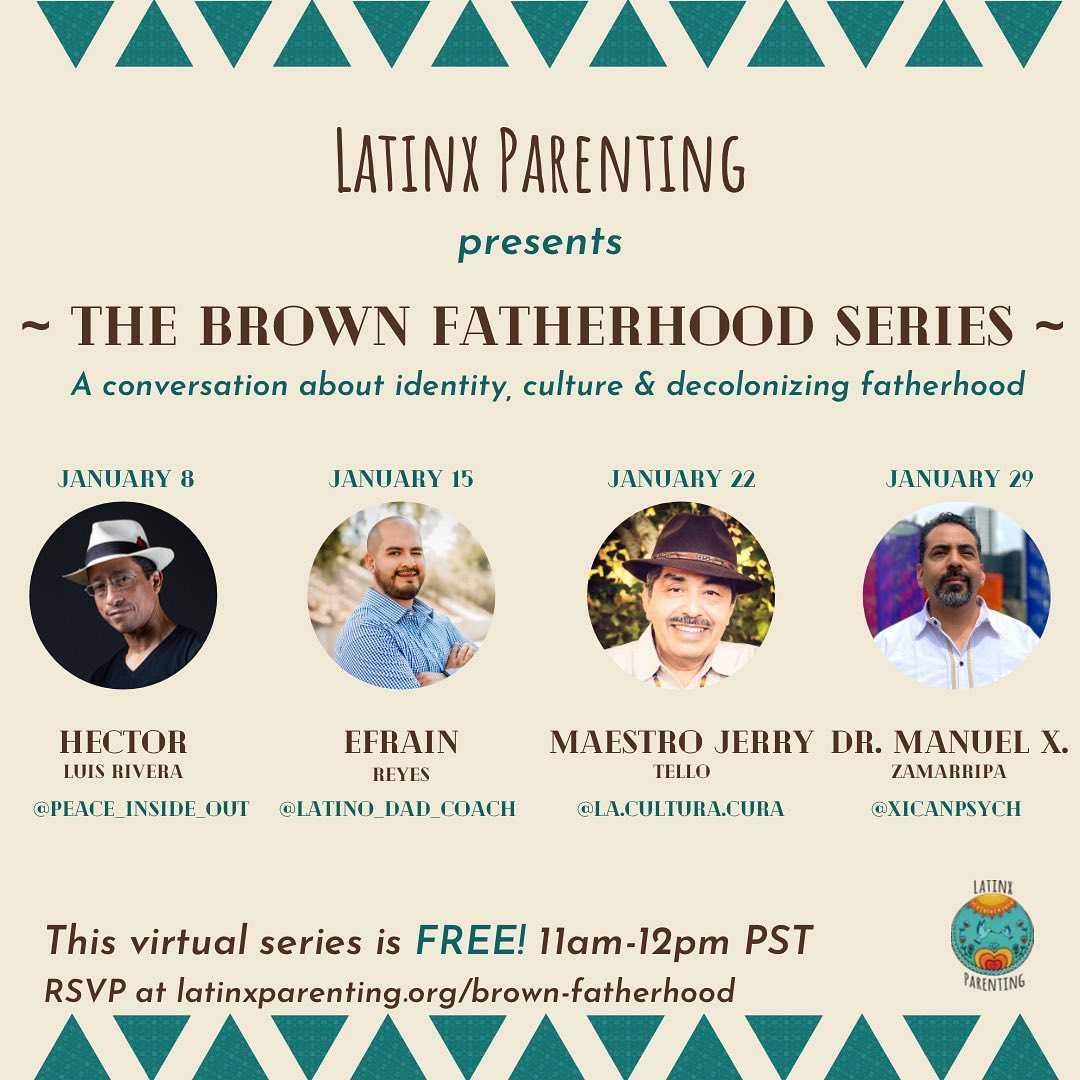 LATINX PARENTING
presents
~ THE BROWN FATHERHOOD SERIES ~
A conversation about identity, culture & decolonizing fatherhood
JANUARY 8
JANUARY 15
JANUARY 22
JANUARY 29
HECTOR
LUIS RIVERA
@PEACE_INSIDE_OUT
EFRAIN
REYES
@LATINO_DAD_COACH
MAESTRO JERRY
TELLO
@LA.CULTURA.CURA
DR. MANUEL X.
ZAMARRIPA
@XICANPSYCH
This virtual series is FREE! 11am-12pm PST
RSVP at latinxparenting.org/brown-fatherhood
LATINX
PARENTING